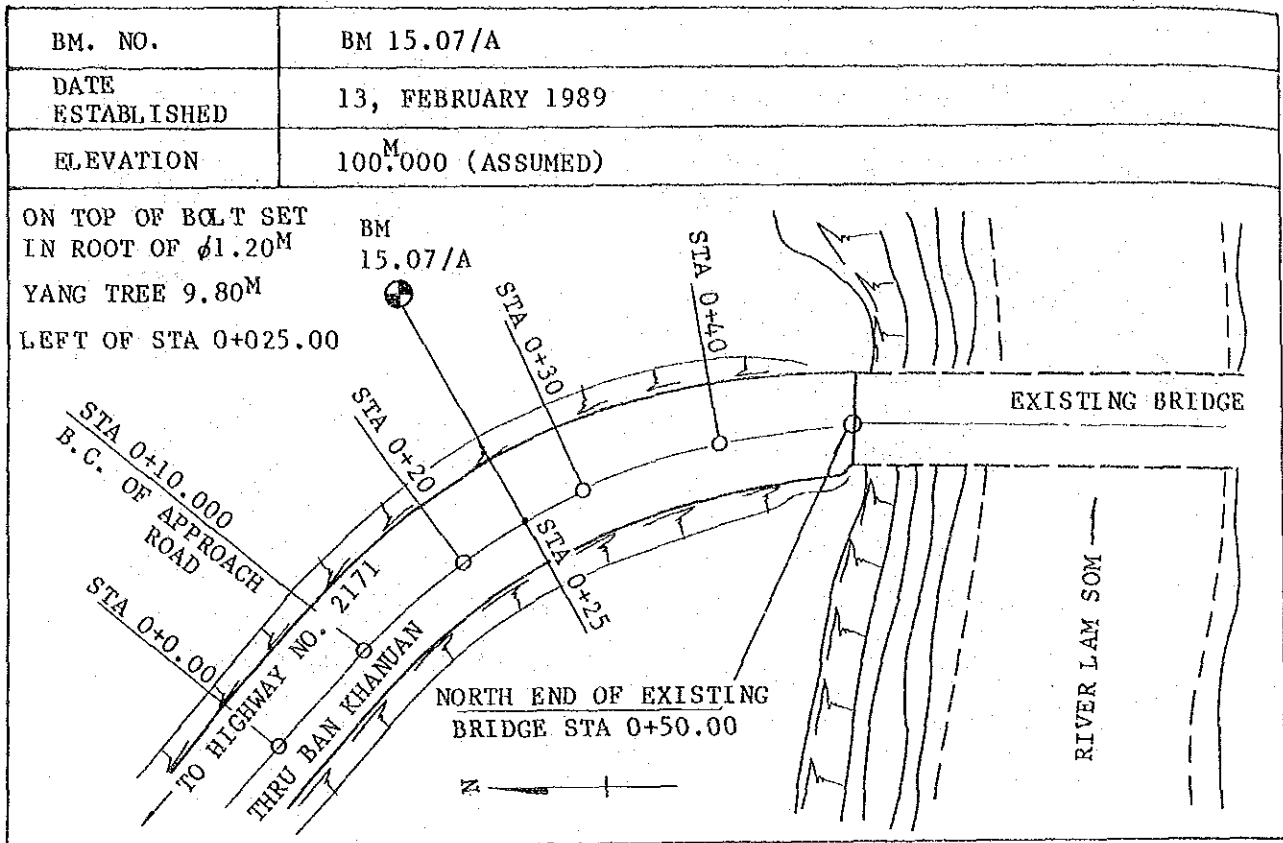 BM. NO.
BM 15.07/A
DATE
ESTABLISHED
13, FEBRUARY 1989
ELEVATION
100.000M (ASSUMED)
ON TOP OF BOLT SET
IN ROOT OF ϕ1.20M
YANG TREE 9.80M
LEFT OF STA 0+025.00
BM
15.07/A
STA 0+40
STA 0+30
STA 0+20
EXISTING BRIDGE
STA 0+10.000
B.C. OF APPROACH
ROAD
STA 0+25
STA 0+0.00
TO HIGHWAY NO. 2171
THRU BAN KHANUAN
NORTH END OF EXISTING
BRIDGE STA 0+50.00
RIVER LAM SOM
N